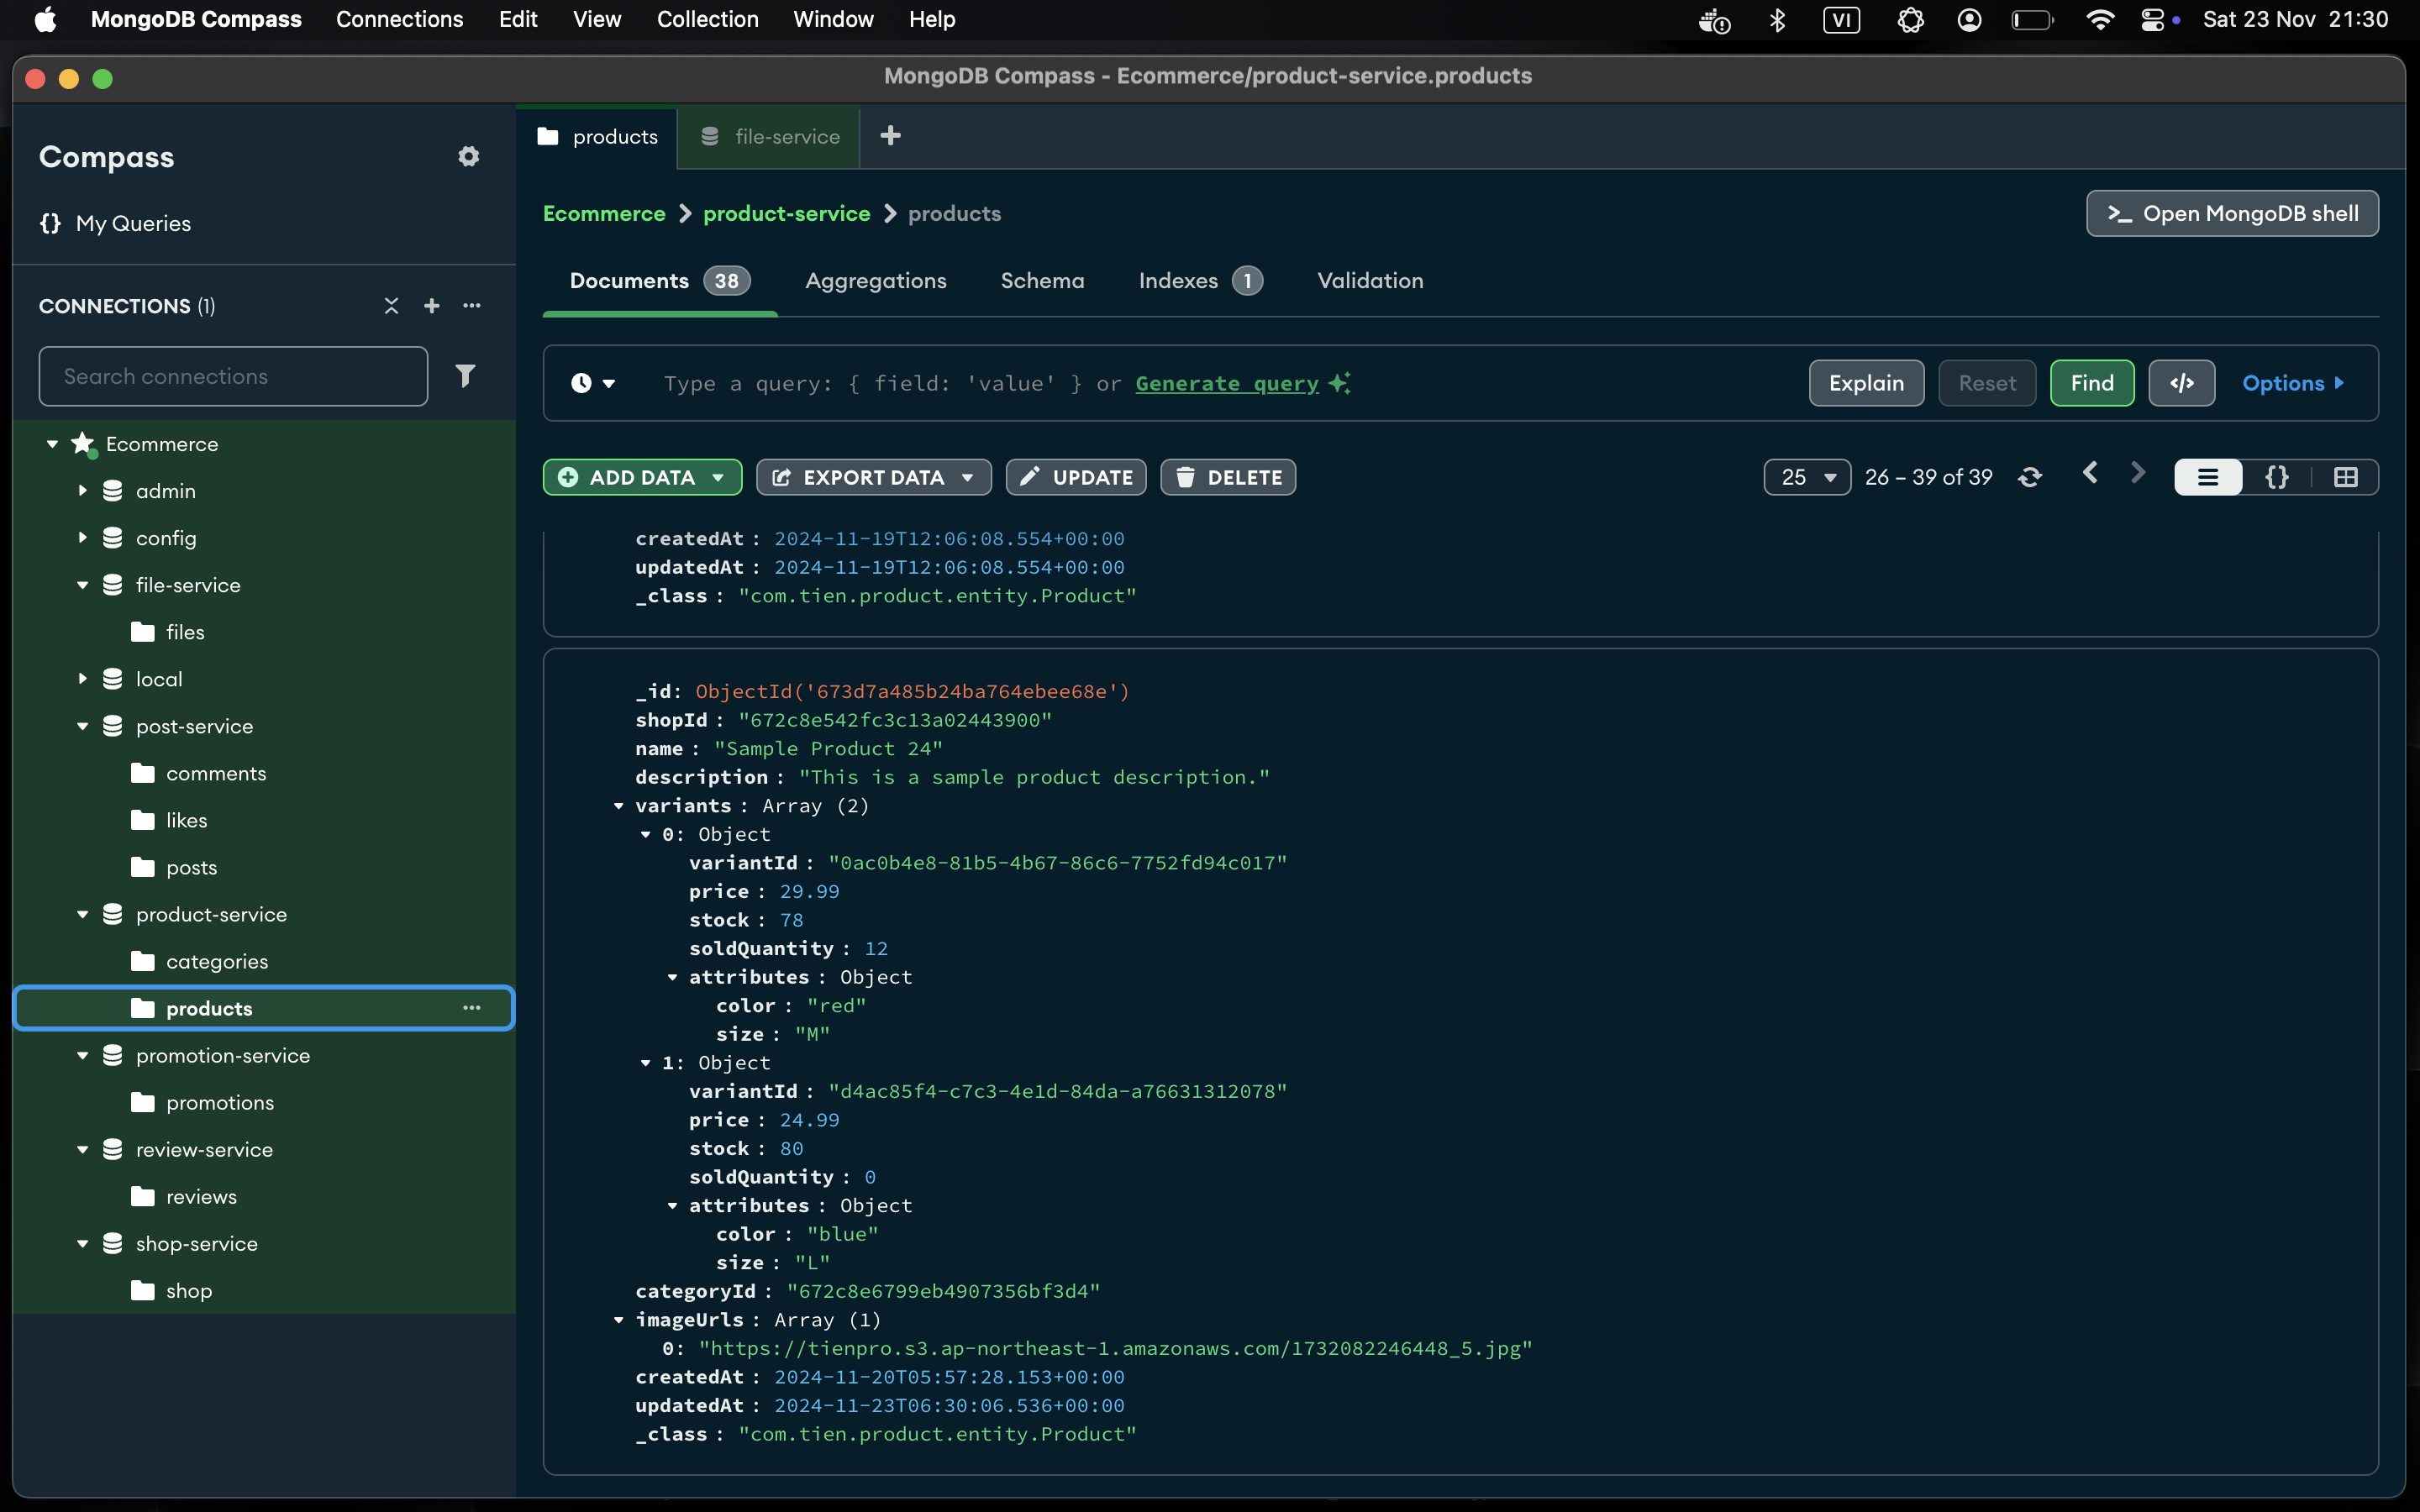 MongoDB Compass Connections Edit View Collection Window Help VI Sat 23 Nov 21:30
MongoDB Compass - Ecommerce/product-service.products
Compass
{} My Queries
CONNECTIONS (1)
Search connections
Ecommerce
admin
config
file-service
files
local
post-service
comments
likes
posts
product-service
categories
products
promotion-service
promotions
review-service
reviews
shop-service
shop
products file-service
Ecommerce > product-service > products
>_ Open MongoDB shell
Documents 38 Aggregations Schema Indexes 1 Validation
Type a query: { field: 'value' } or Generate query
Explain Reset Find </> Options
ADD DATA EXPORT DATA UPDATE DELETE 25 26 – 39 of 39 {}
createdAt : 2024-11-19T12:06:08.554+00:00
updatedAt : 2024-11-19T12:06:08.554+00:00
_class : "com.tien.product.entity.Product"
_id: ObjectId('673d7a485b24ba764ebee68e')
shopId : "672c8e542fc3c13a02443900"
name : "Sample Product 24"
description : "This is a sample product description."
variants : Array (2)
0: Object
variantId : "0ac0b4e8-81b5-4b67-86c6-7752fd94c017"
price : 29.99
stock : 78
soldQuantity : 12
attributes : Object
color : "red"
size : "M"
1: Object
variantId : "d4ac85f4-c7c3-4e1d-84da-a76631312078"
price : 24.99
stock : 80
soldQuantity : 0
attributes : Object
color : "blue"
size : "L"
categoryId : "672c8e6799eb4907356bf3d4"
imageUrls : Array (1)
0: "https://tienpro.s3.ap-northeast-1.amazonaws.com/1732082246448_5.jpg"
createdAt : 2024-11-20T05:57:28.153+00:00
updatedAt : 2024-11-23T06:30:06.536+00:00
_class : "com.tien.product.entity.Product"